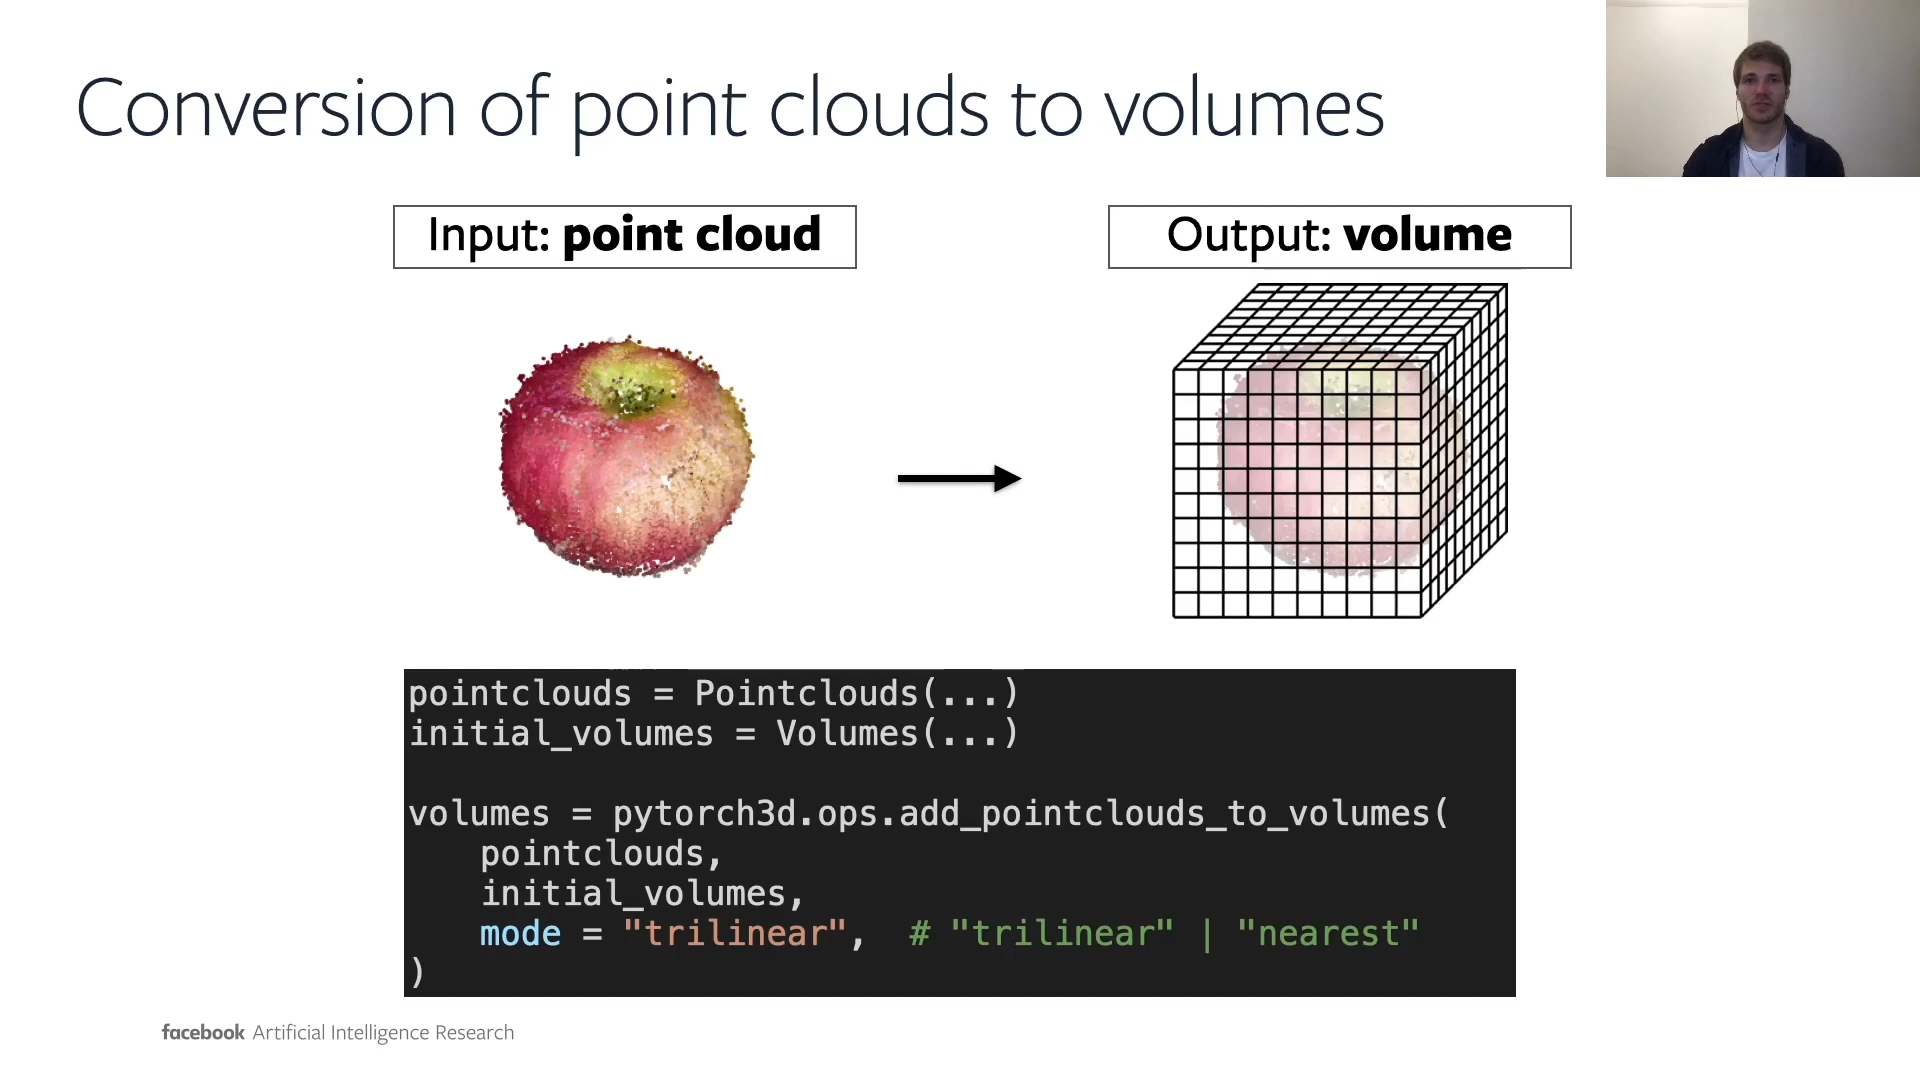 Conversion of point clouds to volumes
Input: point cloud
Output: volume
pointclouds = Pointclouds(...)
initial_volumes = Volumes(...)
volumes = pytorch3d.ops.add_pointclouds_to_volumes(
pointclouds,
initial_volumes,
mode = "trilinear", # "trilinear" | "nearest"
)
facebook Artificial Intelligence Research